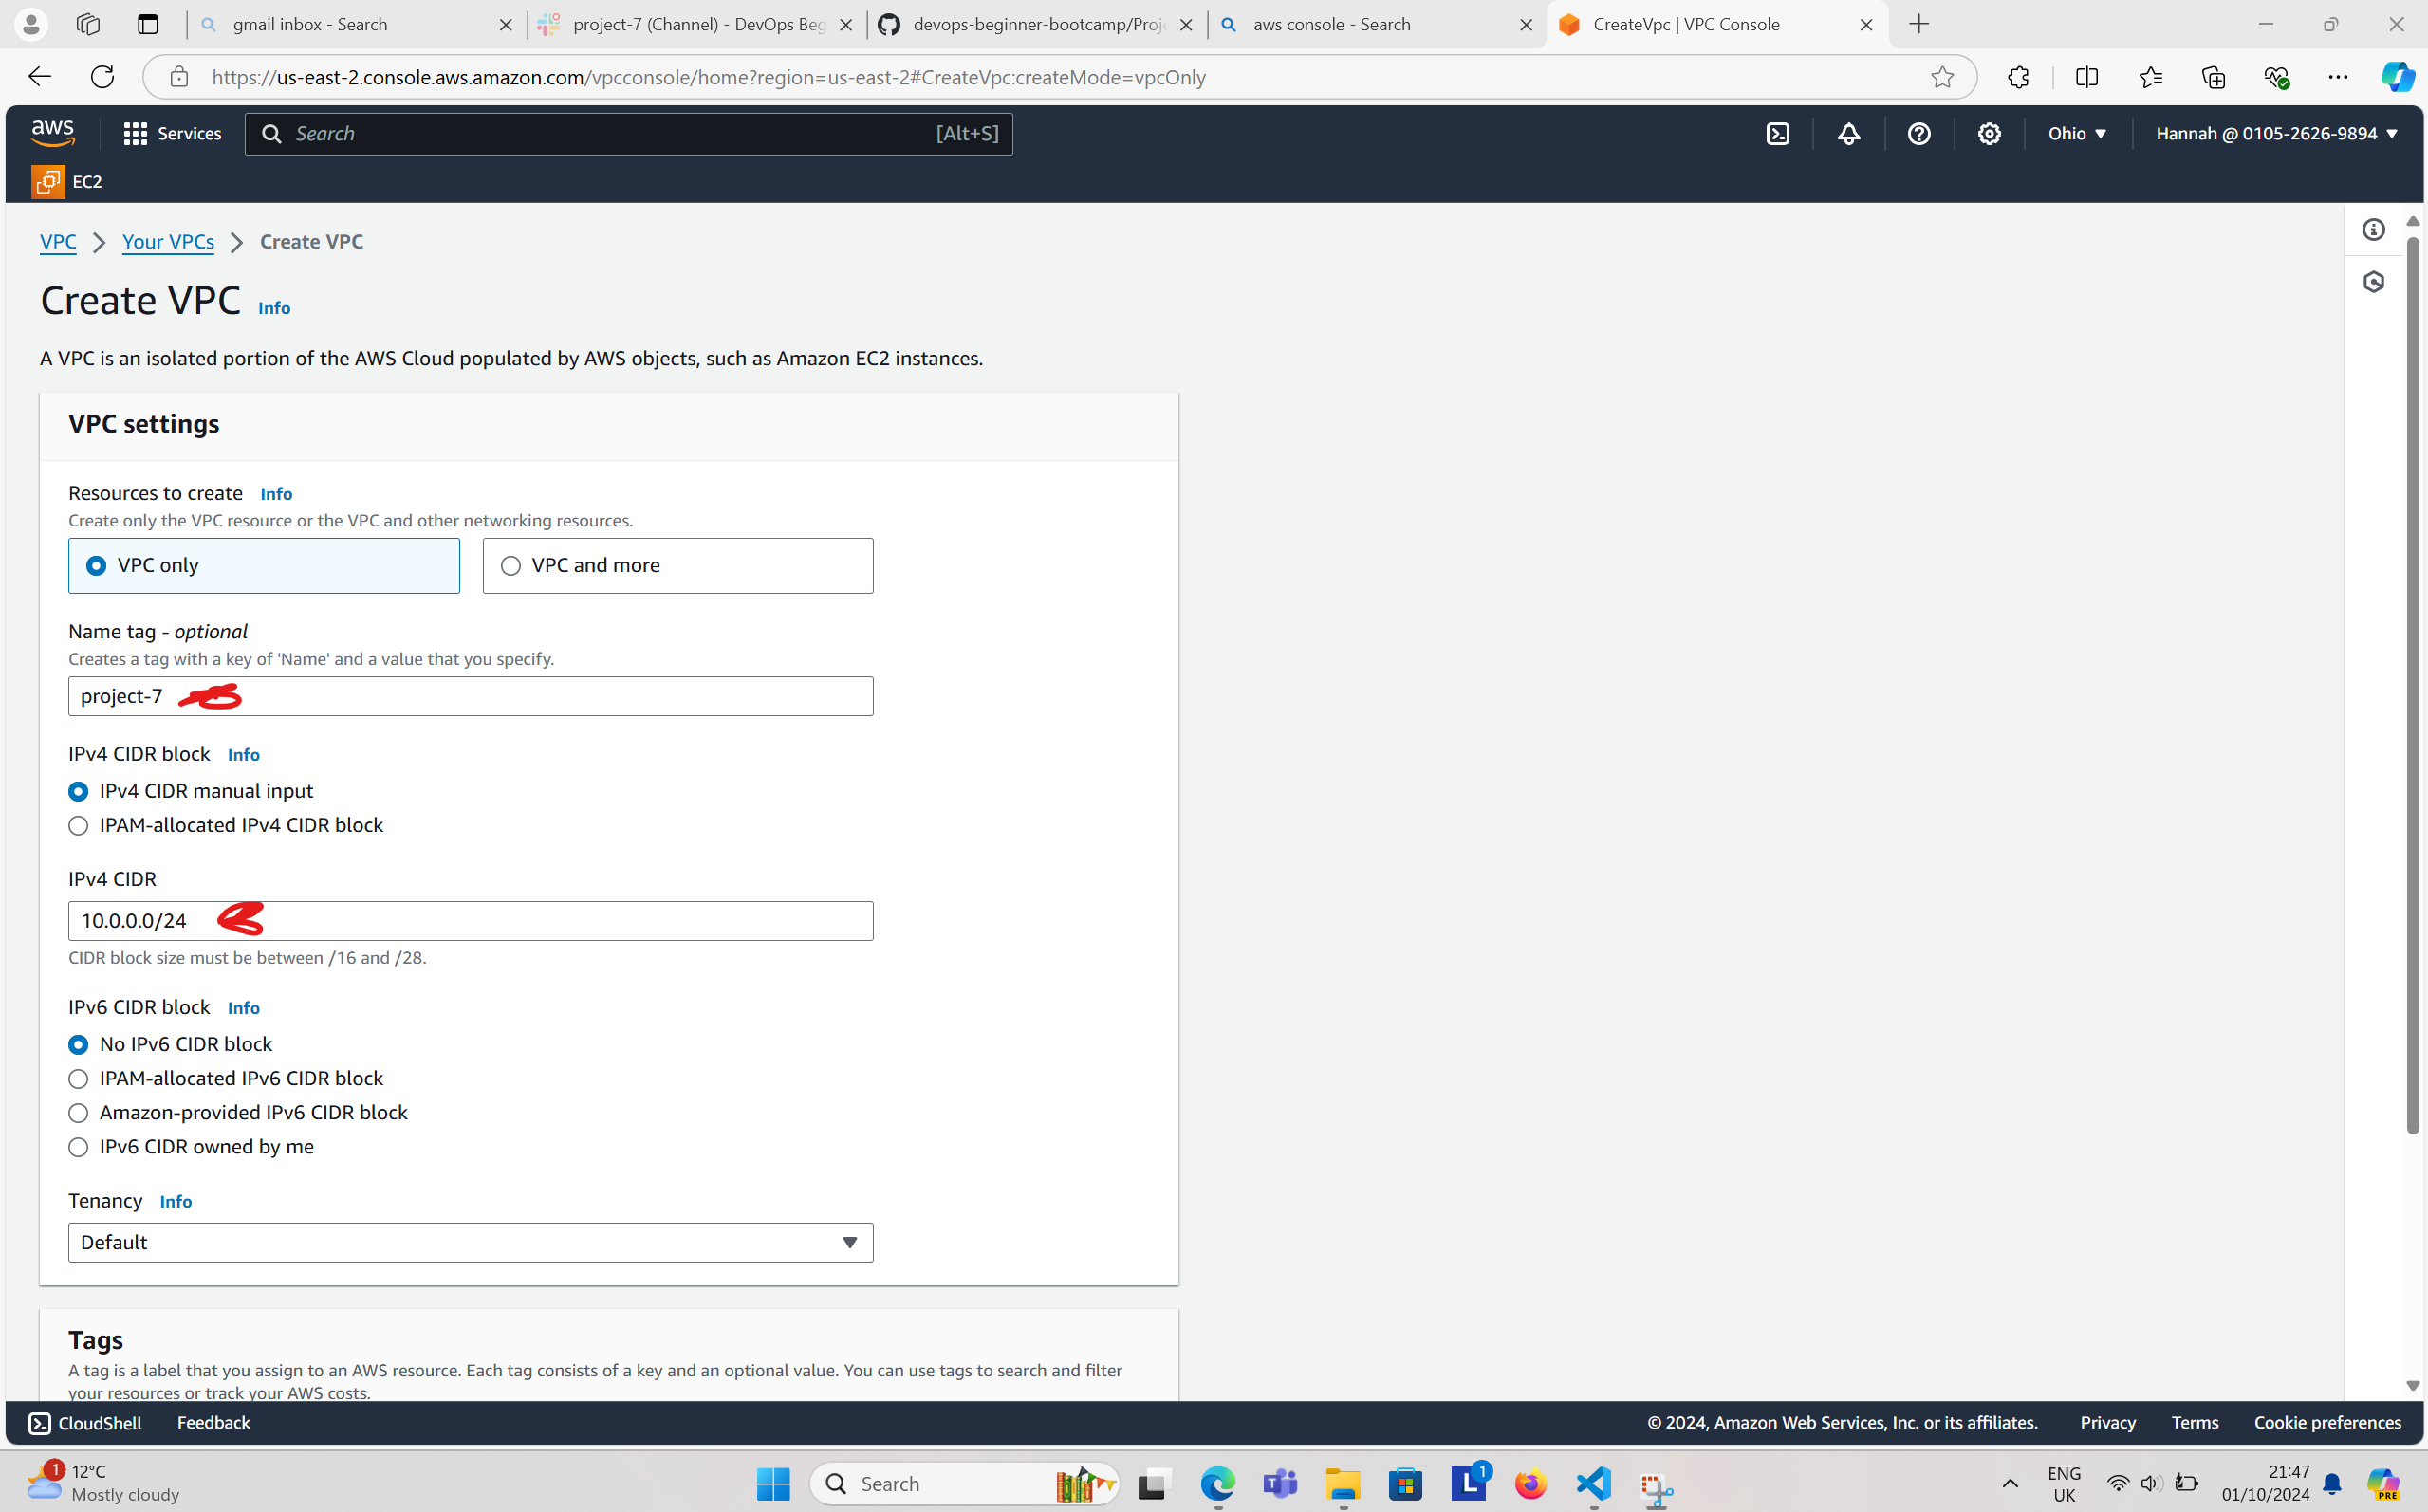 gmail inbox - Search
project-7 (Channel) - DevOps Beg
devops-beginner-bootcamp/Proje
aws console - Search
CreateVpc | VPC Console
https://us-east-2.console.aws.amazon.com/vpcconsole/home?region=us-east-2#CreateVpc:createMode=vpcOnly
aws
Services
Search
[Alt+S]
Ohio
Hannah @ 0105-2626-9894
EC2
VPC
Your VPCs
Create VPC
Create VPC Info
A VPC is an isolated portion of the AWS Cloud populated by AWS objects, such as Amazon EC2 instances.
VPC settings
Resources to create Info
Create only the VPC resource or the VPC and other networking resources.
VPC only
VPC and more
Name tag - optional
Creates a tag with a key of 'Name' and a value that you specify.
project-7
IPv4 CIDR block Info
IPv4 CIDR manual input
IPAM-allocated IPv4 CIDR block
IPv4 CIDR
10.0.0.0/24
CIDR block size must be between /16 and /28.
IPv6 CIDR block Info
No IPv6 CIDR block
IPAM-allocated IPv6 CIDR block
Amazon-provided IPv6 CIDR block
IPv6 CIDR owned by me
Tenancy Info
Default
Tags
A tag is a label that you assign to an AWS resource. Each tag consists of a key and an optional value. You can use tags to search and filter
your resources or track your AWS costs.
CloudShell
Feedback
© 2024, Amazon Web Services, Inc. or its affiliates.
Privacy
Terms
Cookie preferences
1
12°C
Mostly cloudy
Search
L
1
ENG
UK
21:47
01/10/2024
PRE